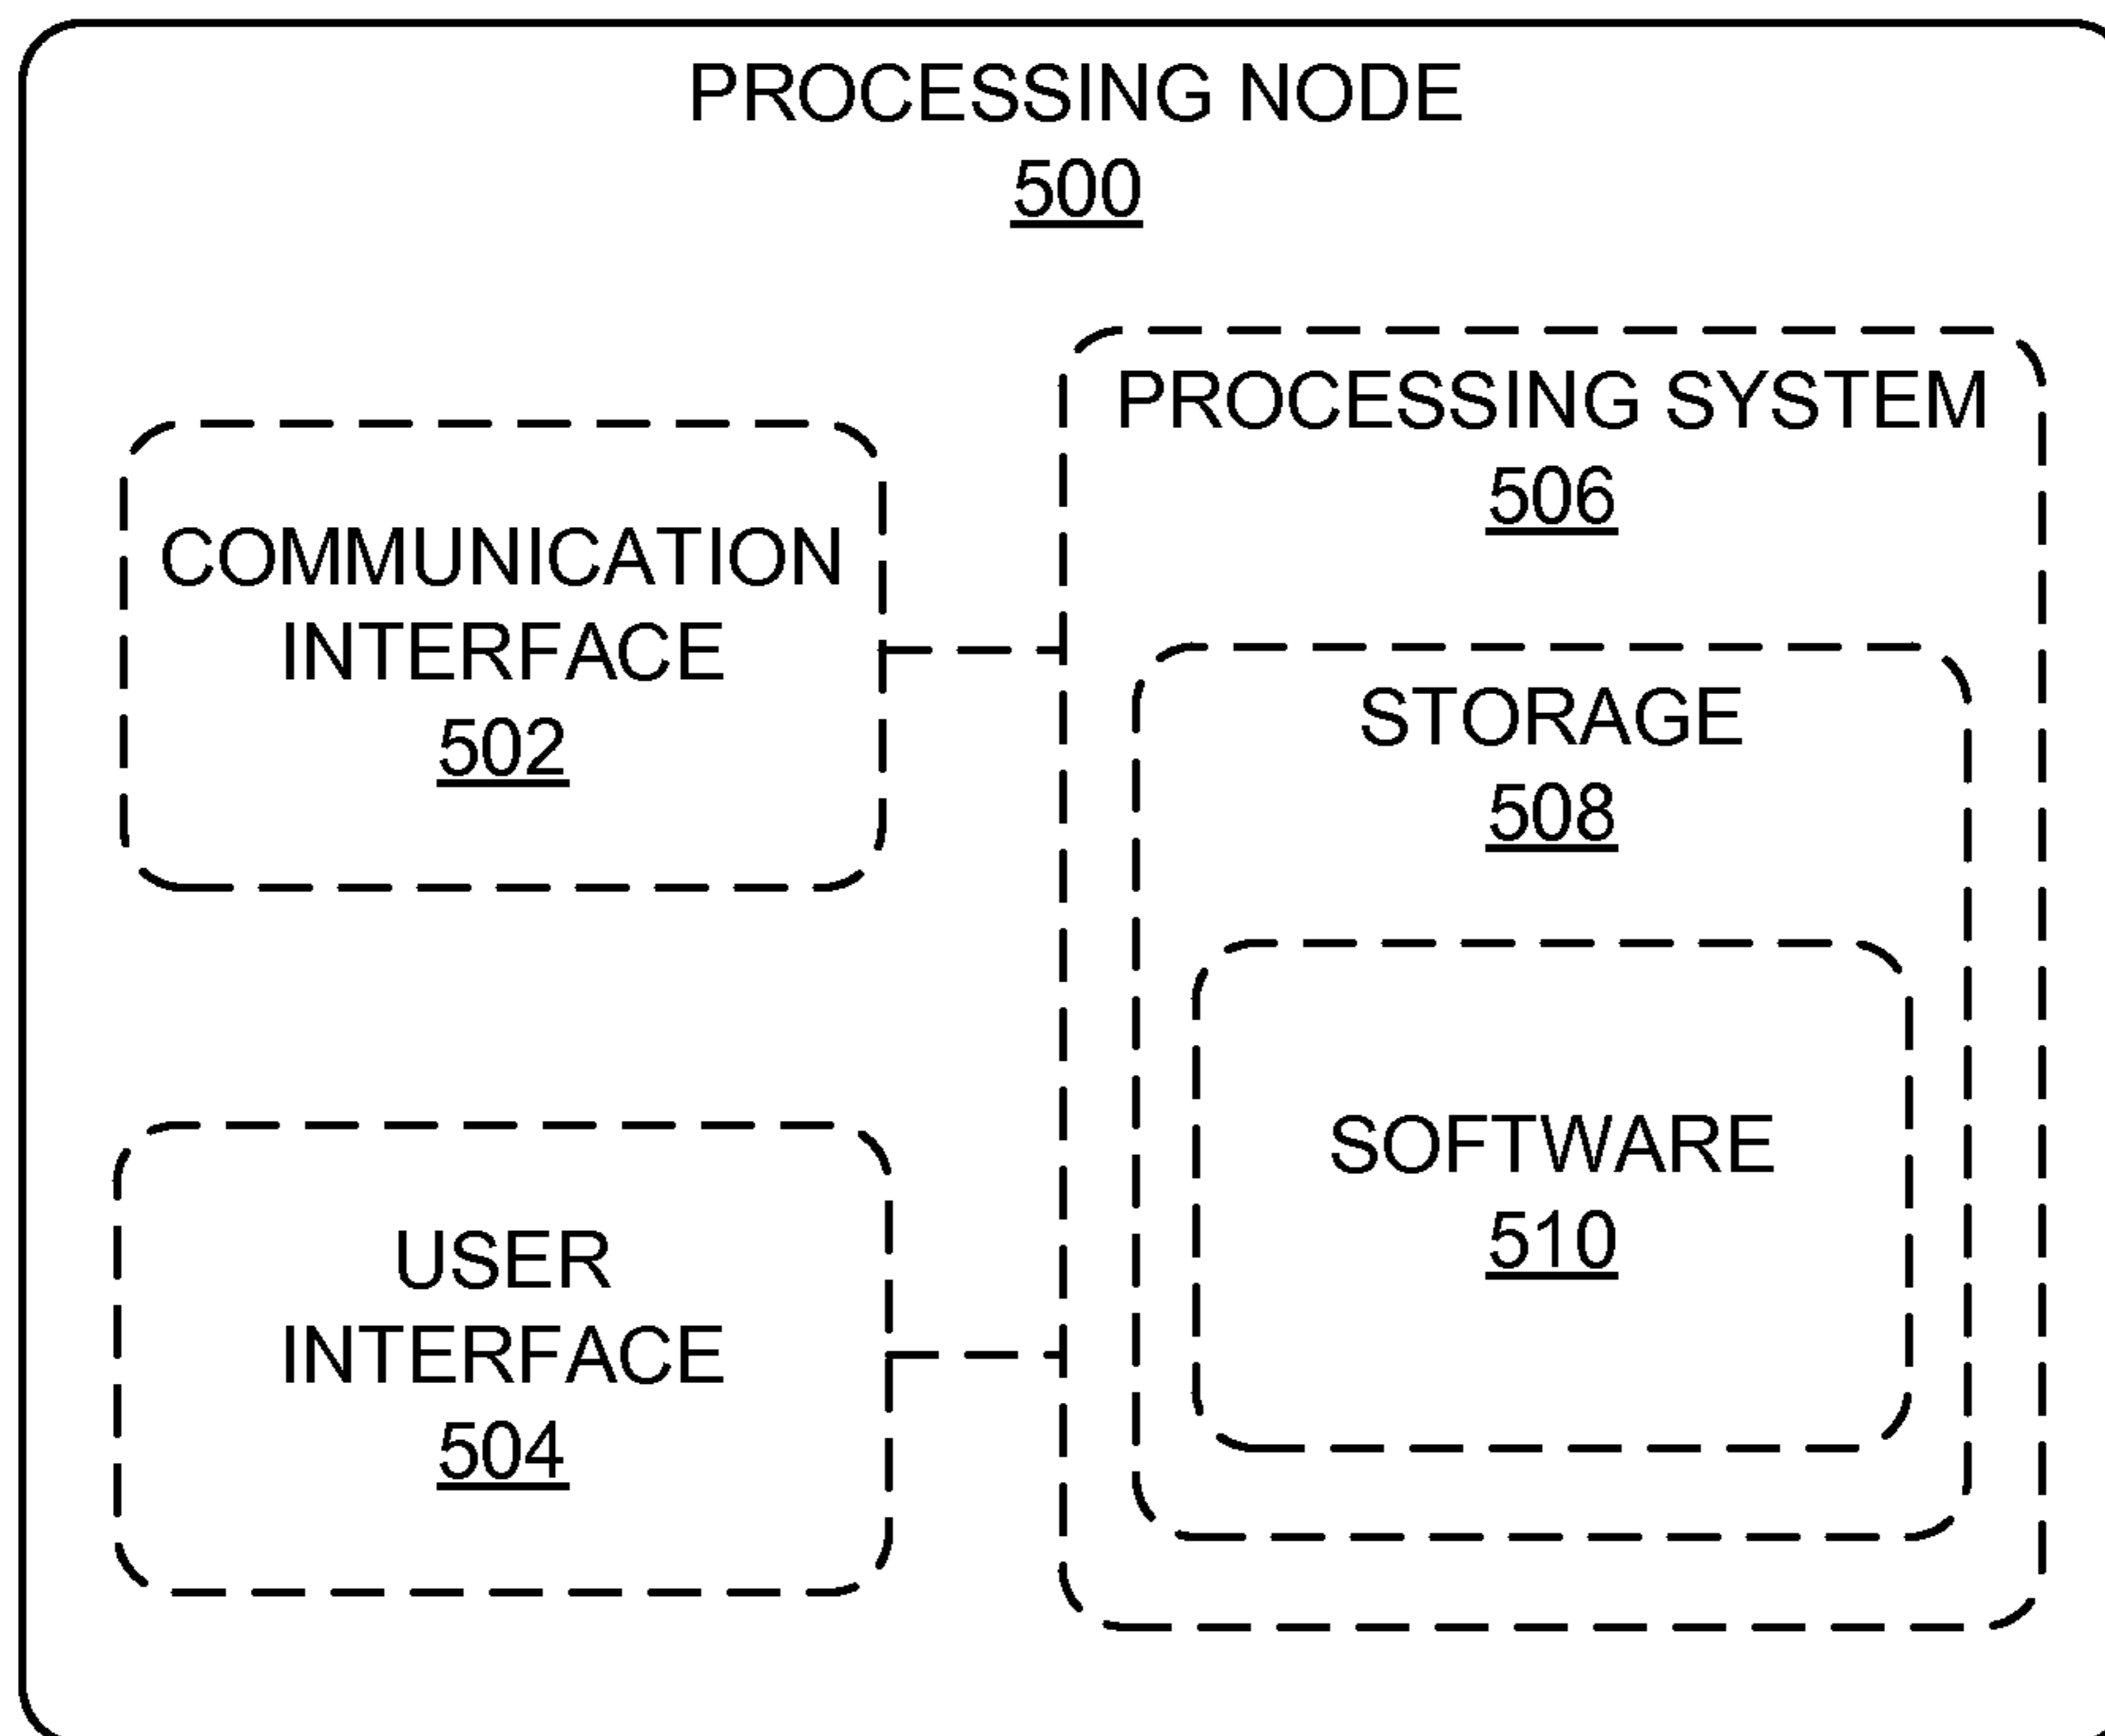 PROCESSING NODE
500
COMMUNICATION
INTERFACE
502
USER
INTERFACE
504
PROCESSING SYSTEM
506
STORAGE
508
SOFTWARE
510